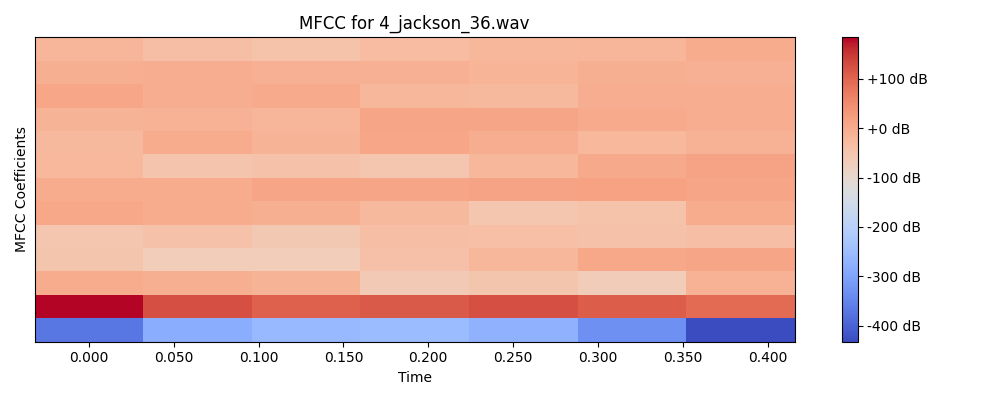 MFCC for 4_jackson_36.wav
MFCC Coefficients
0.000 0.050 0.100 0.150 0.200 0.250 0.300 0.350 0.400
Time
+100 dB
+0 dB
-100 dB
-200 dB
-300 dB
-400 dB